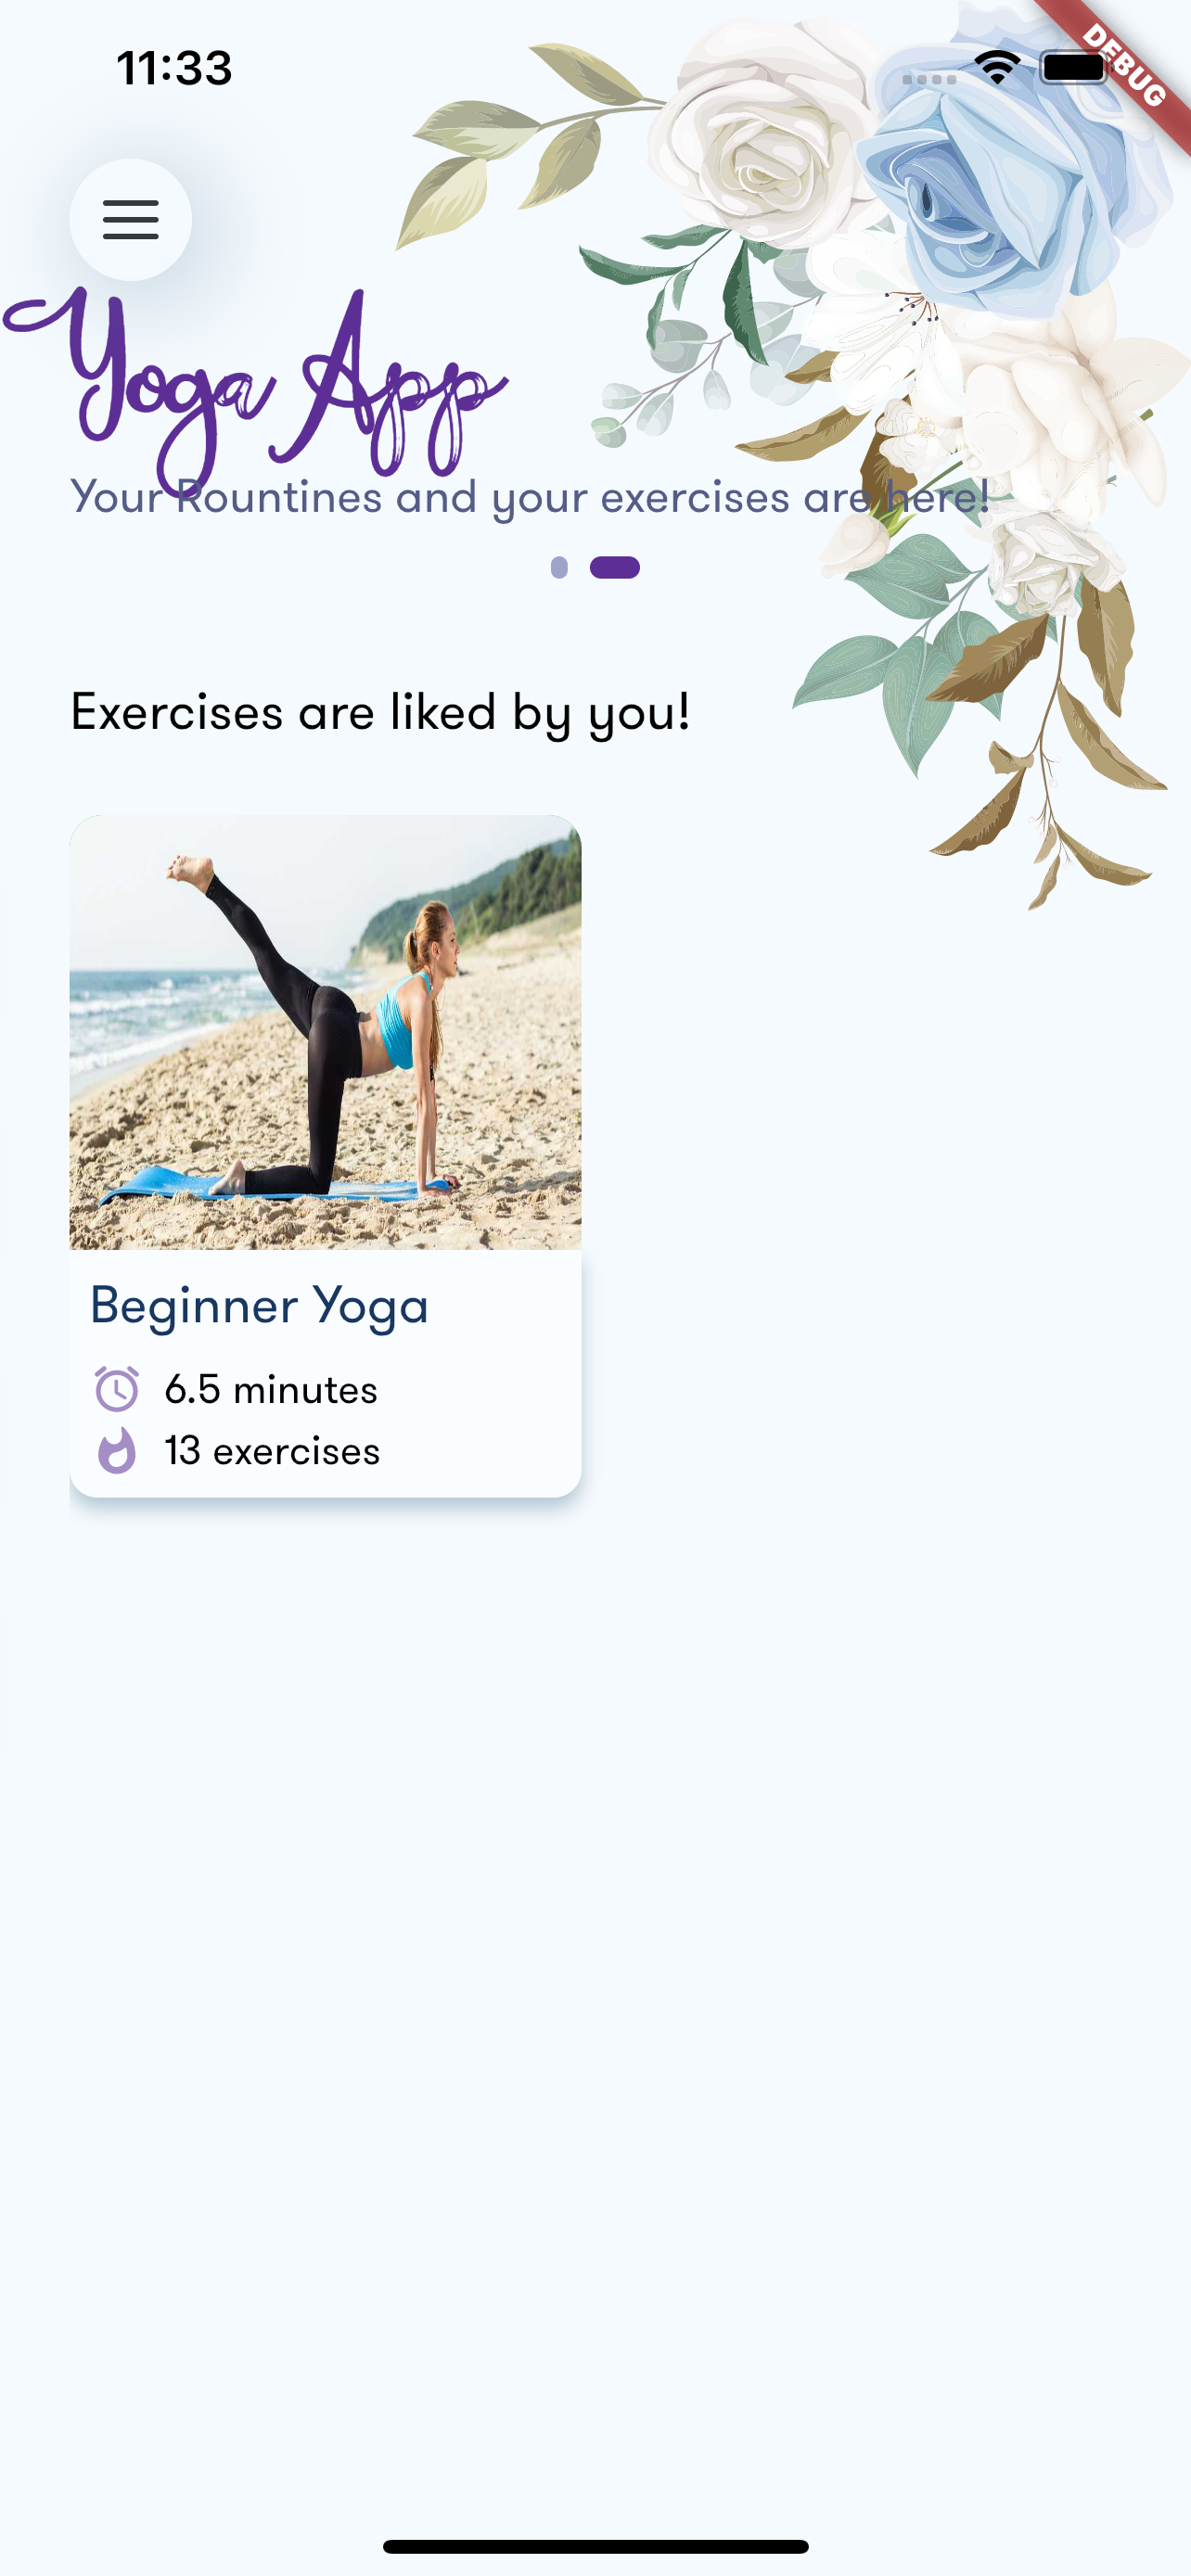 11:33
DEBUG
Yoga App
Your Rountines and your exercises are here!
Exercises are liked by you!
Beginner Yoga
6.5 minutes
13 exercises